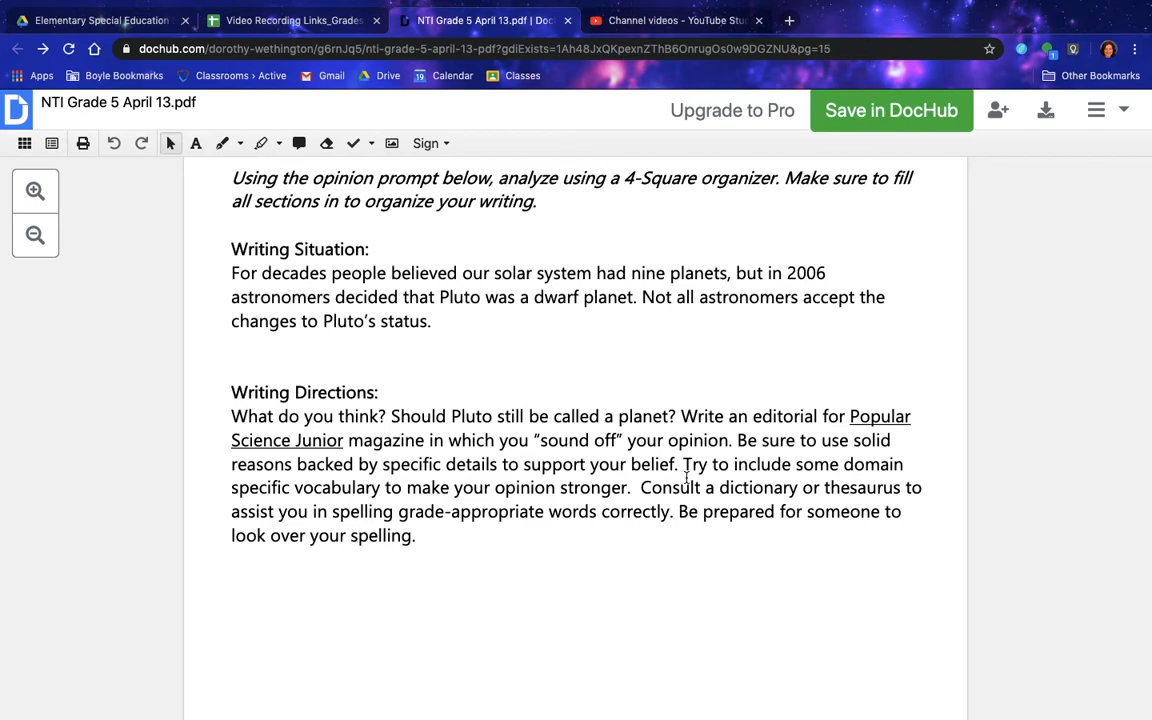 Elementary Special Education
Video Recording Links_Grades
NTI Grade 5 April 13.pdf | Doc
Channel videos - YouTube Stu
dochub.com/dorothy-wethington/g6rnJq5/nti-grade-5-april-13-pdf?gdiExists=1Ah48JxQKpexnZThB6OnrugOs0w9DGZNU&pg=15
Apps
Boyle Bookmarks
Classrooms > Active
Gmail
Drive
19
Calendar
Classes
Other Bookmarks
NTI Grade 5 April 13.pdf
Upgrade to Pro
Save in DocHub
A
Sign
Using the opinion prompt below, analyze using a 4-Square organizer. Make sure to fill
all sections in to organize your writing.
Writing Situation:
For decades people believed our solar system had nine planets, but in 2006
astronomers decided that Pluto was a dwarf planet. Not all astronomers accept the
changes to Pluto's status.
Writing Directions:
What do you think? Should Pluto still be called a planet? Write an editorial for Popular
Science Junior magazine in which you “sound off” your opinion. Be sure to use solid
reasons backed by specific details to support your belief. Try to include some domain
specific vocabulary to make your opinion stronger.  Consult a dictionary or thesaurus to
assist you in spelling grade-appropriate words correctly. Be prepared for someone to
look over your spelling.